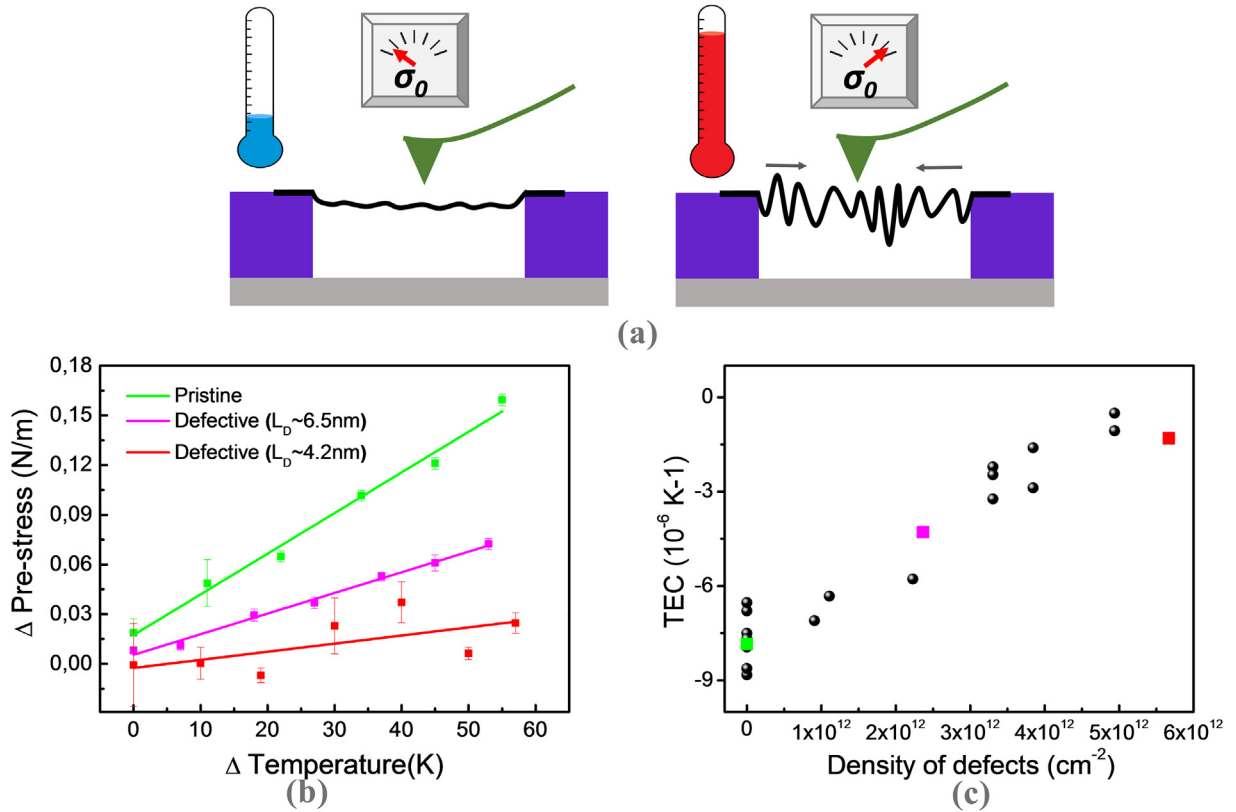 σ₀
σ₀
(a)
0,18
0,15
0,12
0,09
0,06
0,03
0,00
Δ Pre-stress (N/m)
Pristine
Defective (L_D~6.5nm)
Defective (L_D~4.2nm)
0 10 20 30 40 50 60
Δ Temperature(K)
(b)
0
-3
-6
-9
TEC (10⁻⁶ K-1)
0 1x10¹² 2x10¹² 3x10¹² 4x10¹² 5x10¹² 6x10¹²
Density of defects (cm⁻²)
(c)